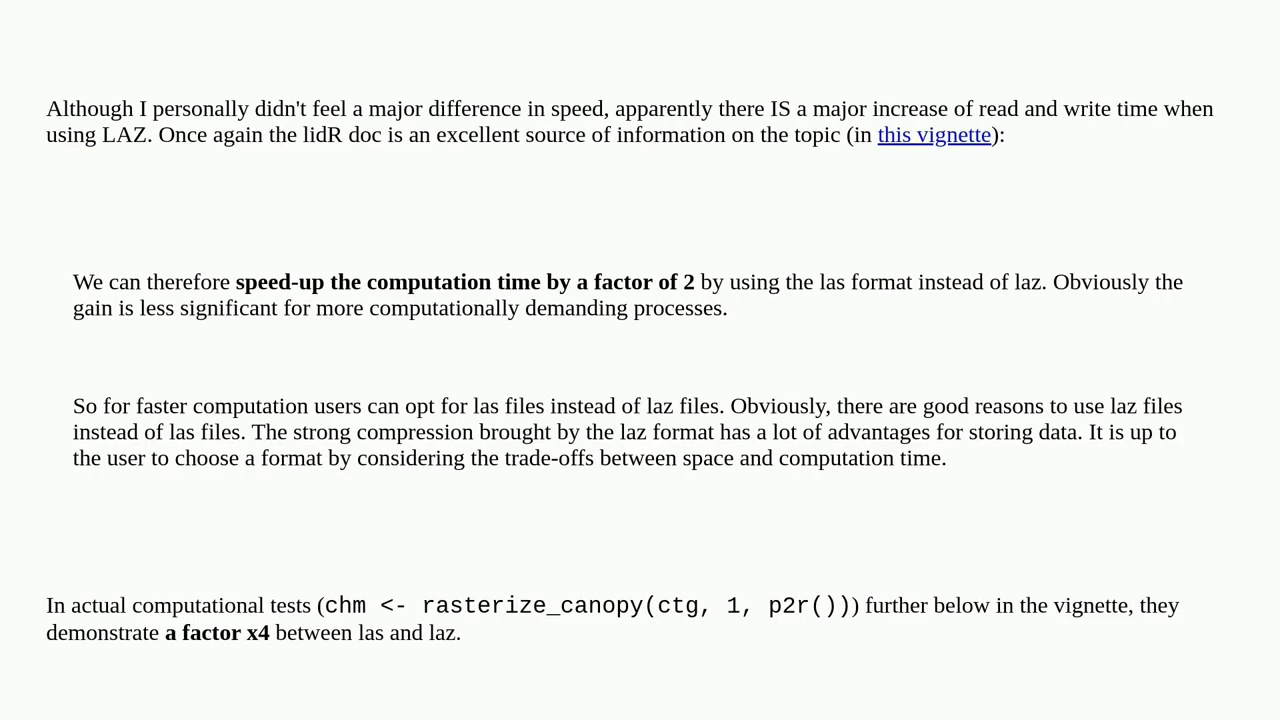 Although I personally didn't feel a major difference in speed, apparently there IS a major increase of read and write time when
using LAZ. Once again the lidR doc is an excellent source of information on the topic (in this vignette):
We can therefore speed-up the computation time by a factor of 2 by using the las format instead of laz. Obviously the
gain is less significant for more computationally demanding processes.
So for faster computation users can opt for las files instead of laz files. Obviously, there are good reasons to use laz files
instead of las files. The strong compression brought by the laz format has a lot of advantages for storing data. It is up to
the user to choose a format by considering the trade-offs between space and computation time.
In actual computational tests (chm <- rasterize_canopy(ctg, 1, p2r())) further below in the vignette, they
demonstrate a factor x4 between las and laz.